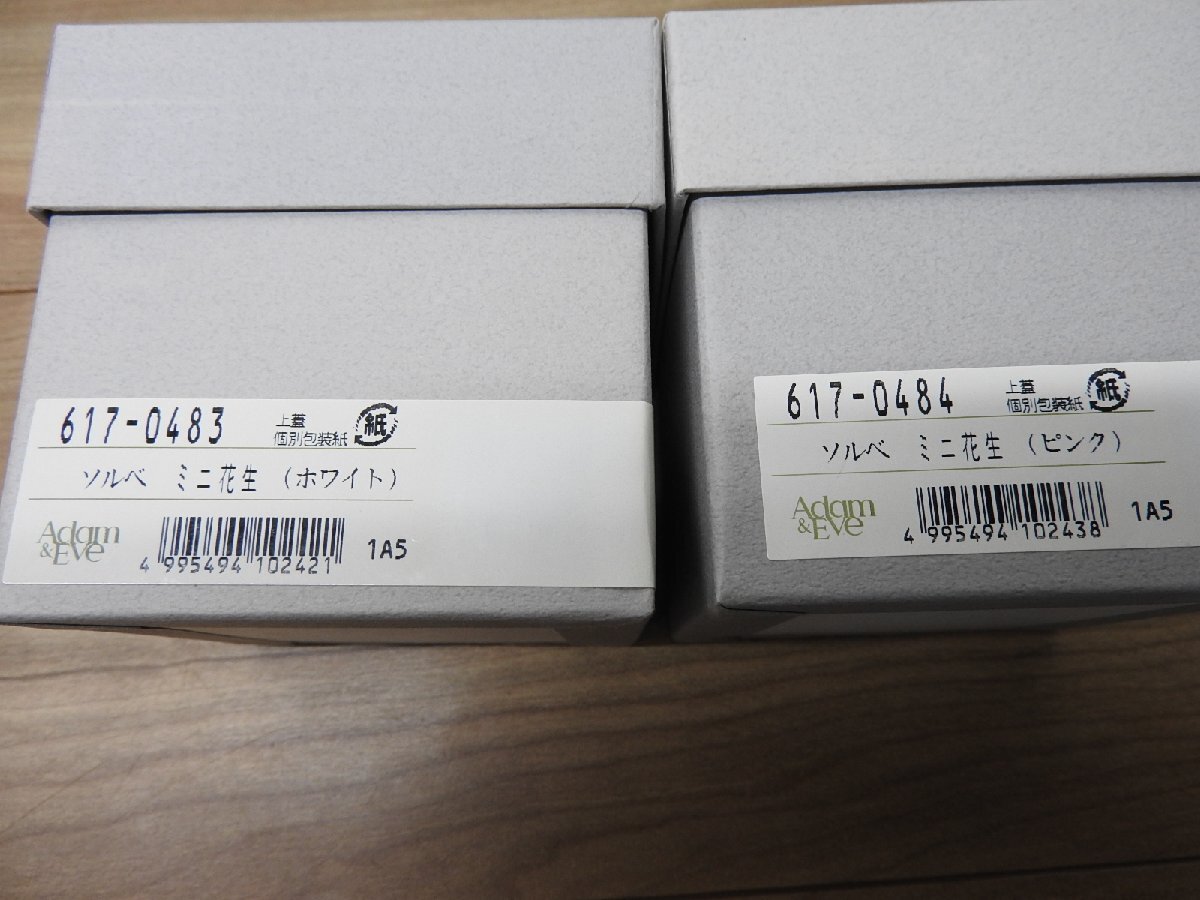 617-0483
上蓋
個別包装紙
紙
ソルベ ミニ花生 (ホワイト)
Adam
&Eve
4 995494 102421
1A5
617-0484
上蓋
個別包装紙
紙
ソルベ ミニ花生 (ピンク)
Adam
&Eve
4 995494 102438
1A5